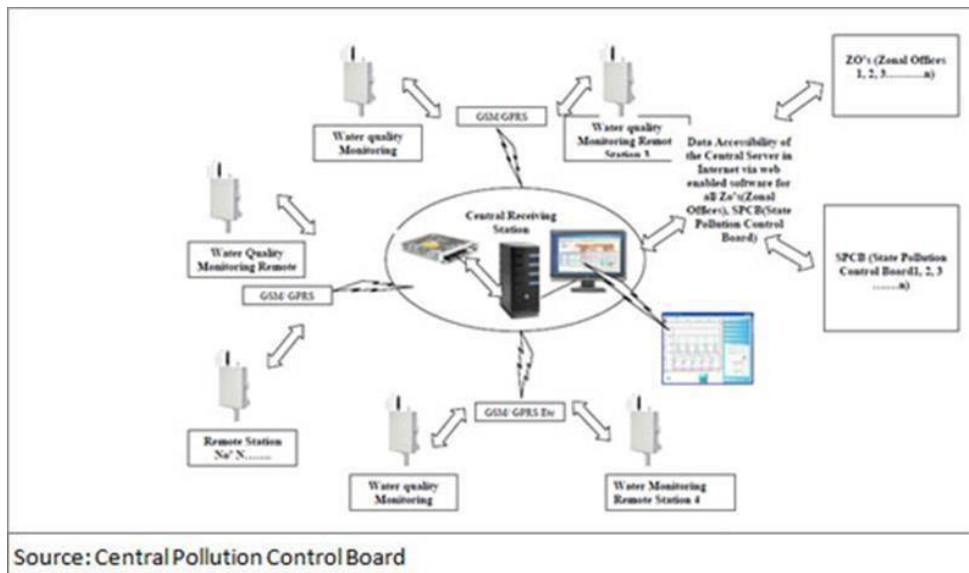 Water quality
Monitoring
GSM/GPRS
Water quality
Monitoring Remot
Station 3
ZO's (Zonal Offices
1, 2, 3..........n)
Data Accessibility of
the Central Server in
Internet via web
enabled software for
all Zo's(Zonal
Offices), SPCB(State
Pollution Control
Board)
SPCB (State Pollution
Control Board1, 2, 3
.......n)
Water Quality
Monitoring Remote
GSM/ GPRS
Central Receiving
Station
Remote Station
No' N.......
GSM/ GPRS Etc
Water quality
Monitoring
Water Monitoring
Remote Station 4
Source: Central Pollution Control Board